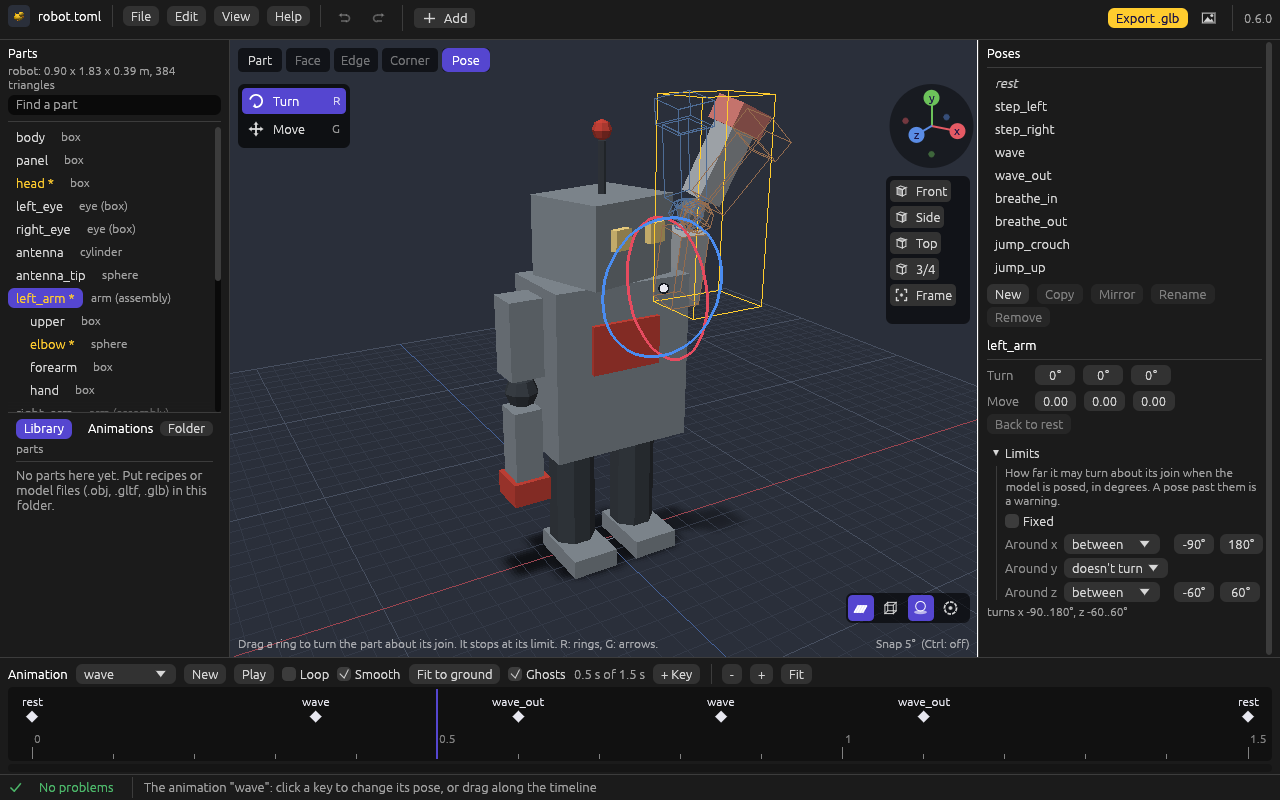 robot.toml File Edit View Help + Add Export .glb 0.6.0
Parts
robot: 0.90 x 1.83 x 0.39 m, 384
triangles
Find a part
body box
panel box
head * box
left_eye eye (box)
right_eye eye (box)
antenna cylinder
antenna_tip sphere
left_arm * arm (assembly)
upper box
elbow * sphere
forearm box
hand box
right_arm arm (assembly)
Library Animations Folder
parts
No parts here yet. Put recipes or
model files (.obj, .gltf, .glb) in this
folder.
Part Face Edge Corner Pose
Turn R
Move G
y
z x
Front
Side
Top
3/4
Frame
Drag a ring to turn the part about its join. It stops at its limit. R: rings, G: arrows.
Snap 5° (Ctrl: off)
Poses
rest
step_left
step_right
wave
wave_out
breathe_in
breathe_out
jump_crouch
jump_up
New Copy Mirror Rename
Remove
left_arm
Turn 0° 0° 0°
Move 0.00 0.00 0.00
Back to rest
Limits
How far it may turn about its join when the
model is posed, in degrees. A pose past them is
a warning.
Fixed
Around x between -90° 180°
Around y doesn't turn
Around z between -60° 60°
turns x -90..180°, z -60..60°
Animation wave New Play Loop Smooth Fit to ground Ghosts 0.5 s of 1.5 s + Key - + Fit
rest wave wave_out wave wave_out rest
0 0.5 1 1.5
No problems The animation "wave": click a key to change its pose, or drag along the timeline